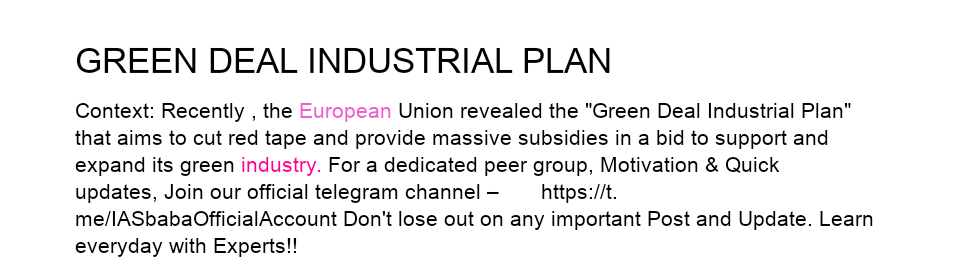 GREEN DEAL INDUSTRIAL PLAN
Context: Recently , the European Union revealed the "Green Deal Industrial Plan"
that aims to cut red tape and provide massive subsidies in a bid to support and
expand its green industry. For a dedicated peer group, Motivation & Quick
updates, Join our official telegram channel – https://t.
me/IASbabaOfficialAccount Don't lose out on any important Post and Update. Learn
everyday with Experts!!